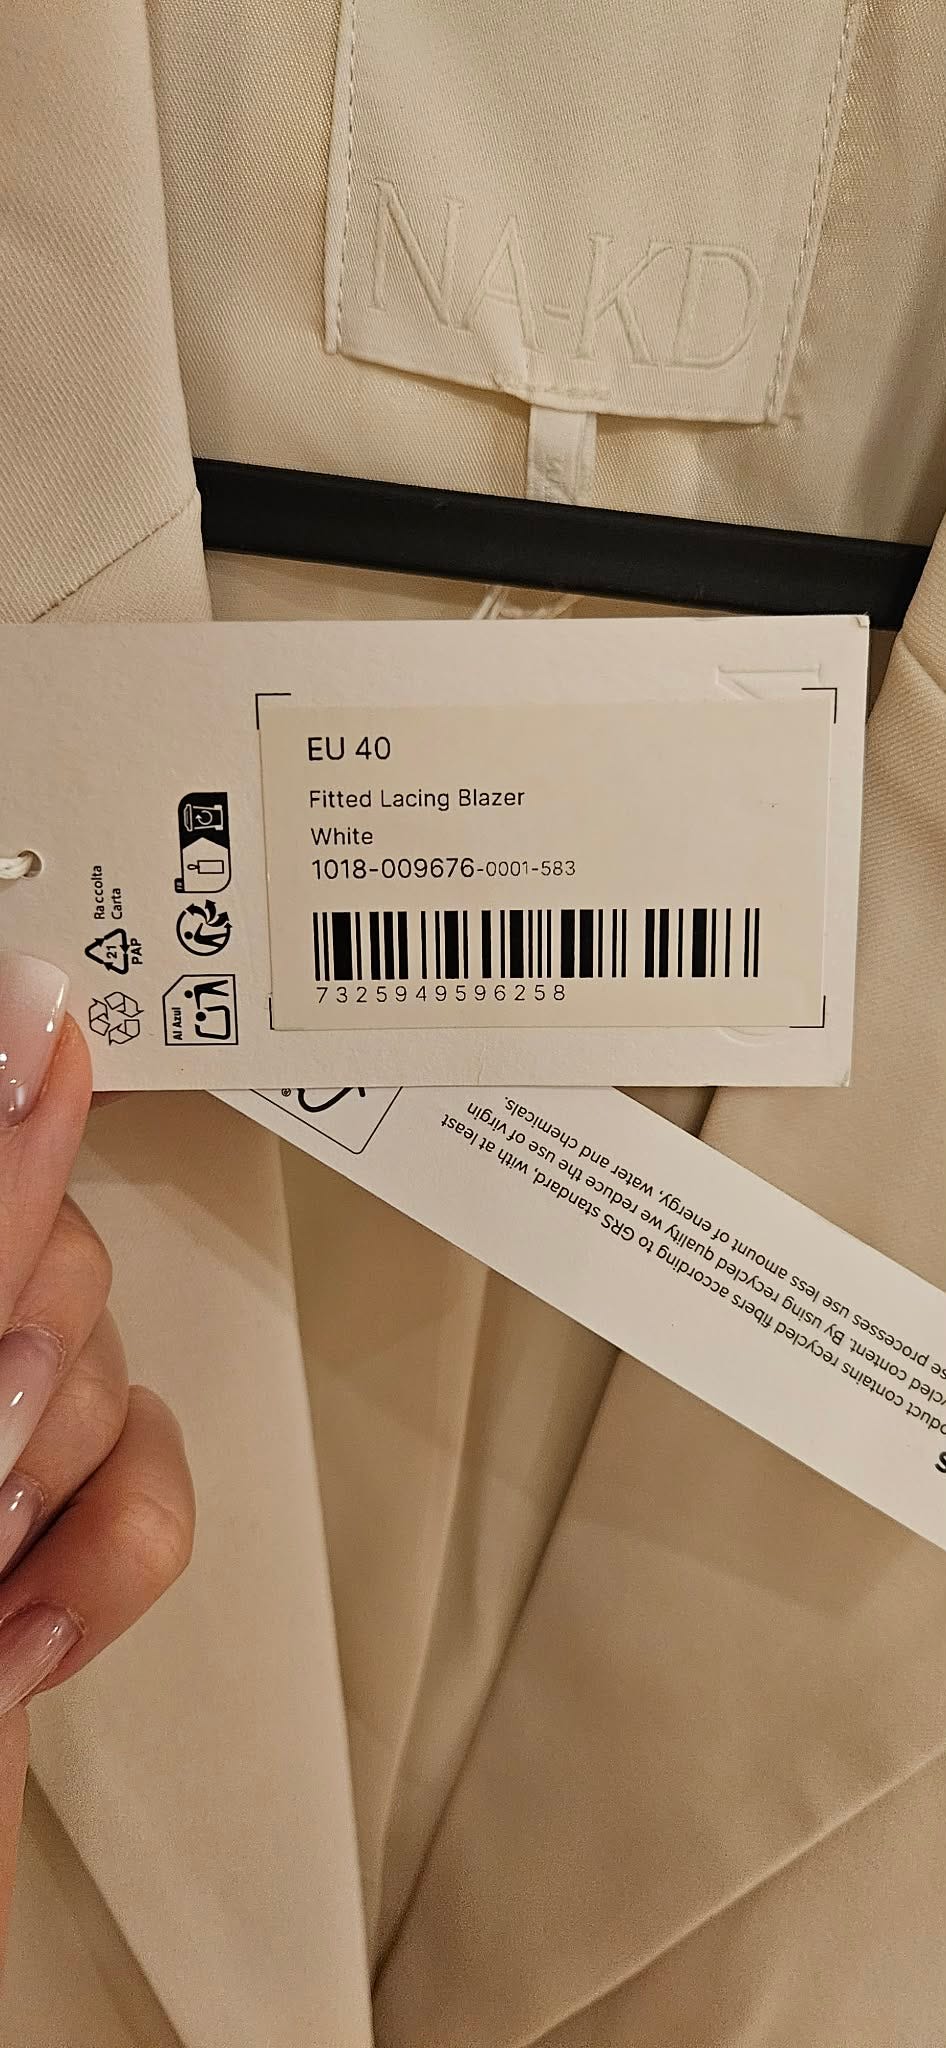 NA-KD
EU 40
Fitted Lacing Blazer
White
1018-009676-0001-583
7325949596258
Raccolta
Carta
21
PAP
Al Azul
®
oduct contains recycled fibers according to GRS standard, with at least
ycled content. By using recycled quality we reduce the use of virgin
se processes use less amount of energy, water and chemicals.